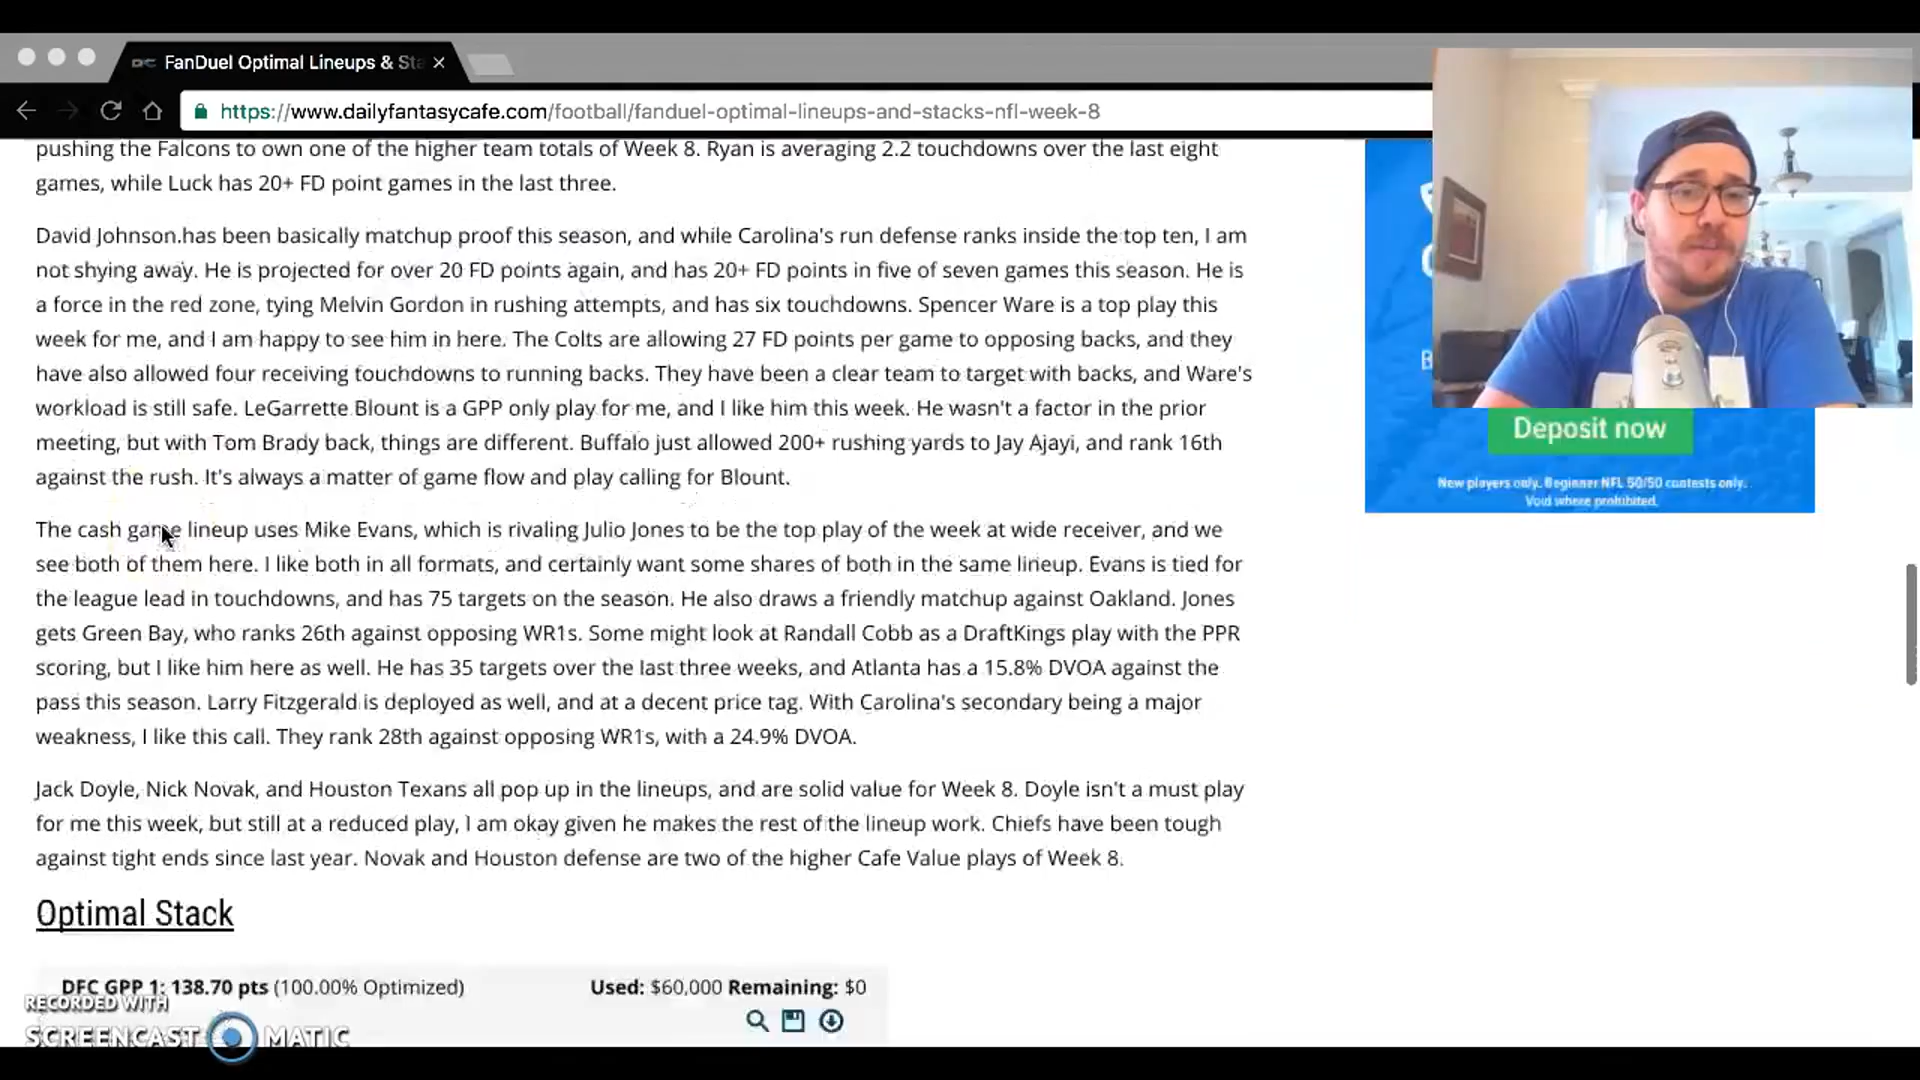 FanDuel Optimal Lineups & Sta
https://www.dailyfantasycafe.com/football/fanduel-optimal-lineups-and-stacks-nfl-week-8
pushing the Falcons to own one of the higher team totals of Week 8. Ryan is averaging 2.2 touchdowns over the last eight
games, while Luck has 20+ FD point games in the last three.
David Johnson.has been basically matchup proof this season, and while Carolina's run defense ranks inside the top ten, I am
not shying away. He is projected for over 20 FD points again, and has 20+ FD points in five of seven games this season. He is
a force in the red zone, tying Melvin Gordon in rushing attempts, and has six touchdowns. Spencer Ware is a top play this
week for me, and I am happy to see him in here. The Colts are allowing 27 FD points per game to opposing backs, and they
have also allowed four receiving touchdowns to running backs. They have been a clear team to target with backs, and Ware's
workload is still safe. LeGarrette Blount is a GPP only play for me, and I like him this week. He wasn't a factor in the prior
meeting, but with Tom Brady back, things are different. Buffalo just allowed 200+ rushing yards to Jay Ajayi, and rank 16th
against the rush. It's always a matter of game flow and play calling for Blount.
The cash game lineup uses Mike Evans, which is rivaling Julio Jones to be the top play of the week at wide receiver, and we
see both of them here. I like both in all formats, and certainly want some shares of both in the same lineup. Evans is tied for
the league lead in touchdowns, and has 75 targets on the season. He also draws a friendly matchup against Oakland. Jones
gets Green Bay, who ranks 26th against opposing WR1s. Some might look at Randall Cobb as a DraftKings play with the PPR
scoring, but I like him here as well. He has 35 targets over the last three weeks, and Atlanta has a 15.8% DVOA against the
pass this season. Larry Fitzgerald is deployed as well, and at a decent price tag. With Carolina's secondary being a major
weakness, I like this call. They rank 28th against opposing WR1s, with a 24.9% DVOA.
Jack Doyle, Nick Novak, and Houston Texans all pop up in the lineups, and are solid value for Week 8. Doyle isn't a must play
for me this week, but still at a reduced play, I am okay given he makes the rest of the lineup work. Chiefs have been tough
against tight ends since last year. Novak and Houston defense are two of the higher Cafe Value plays of Week 8.
Optimal Stack
DFC GPP 1: 138.70 pts (100.00% Optimized) Used: $60,000 Remaining: $0
Deposit now
New players only. Beginner NFL 50/50 contests only.
Void where prohibited.
RECORDED WITH
SCREENCAST MATIC